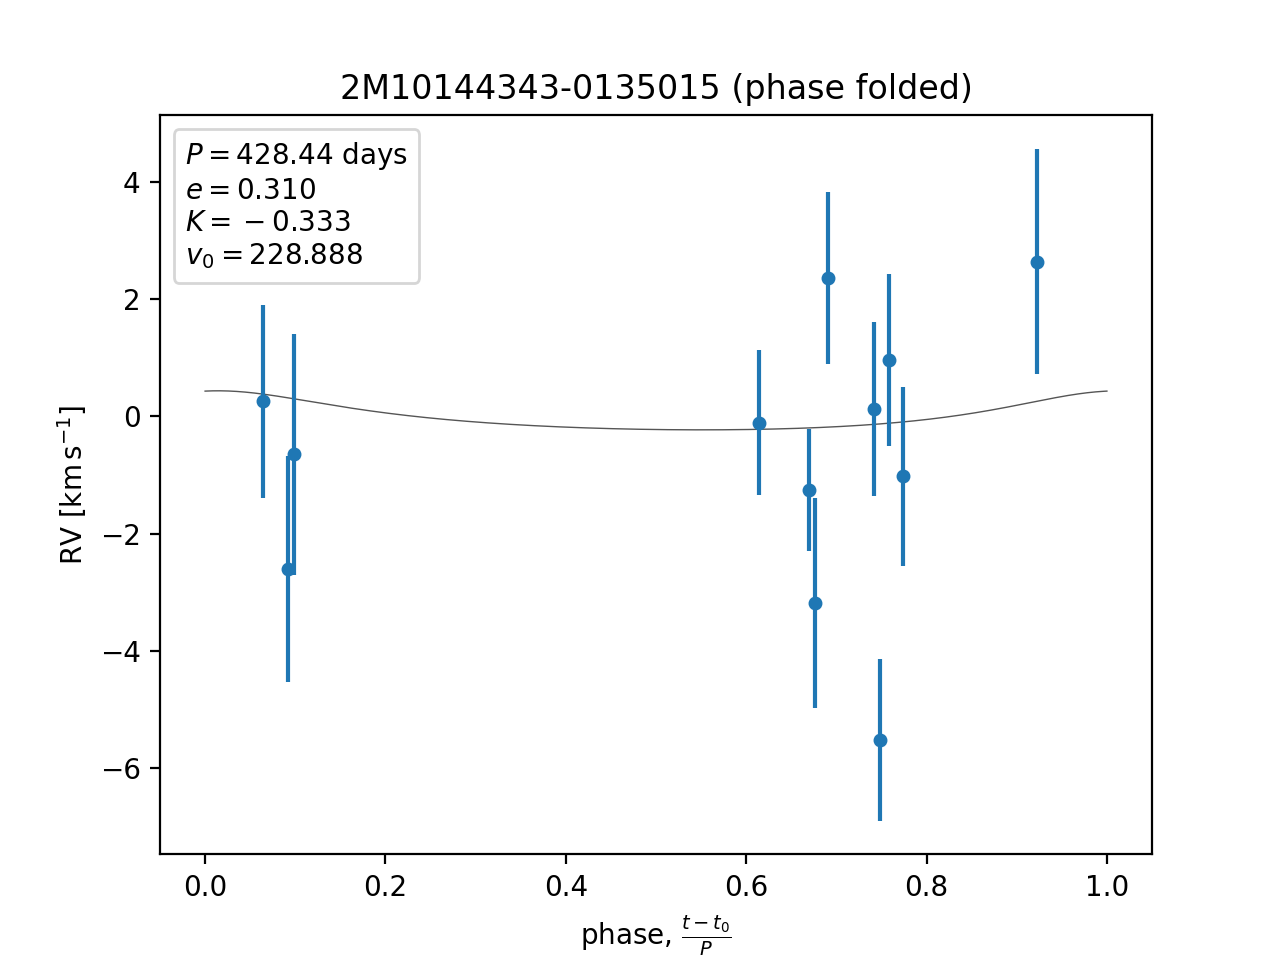 2M10144343-0135015 (phase folded)
P = 428.44 days
e = 0.310
K = −0.333
v₀ = 228.888
4
2
0
−2
−4
−6
RV [km s⁻¹]
0.0 0.2 0.4 0.6 0.8 1.0
phase, (t − t₀)/P